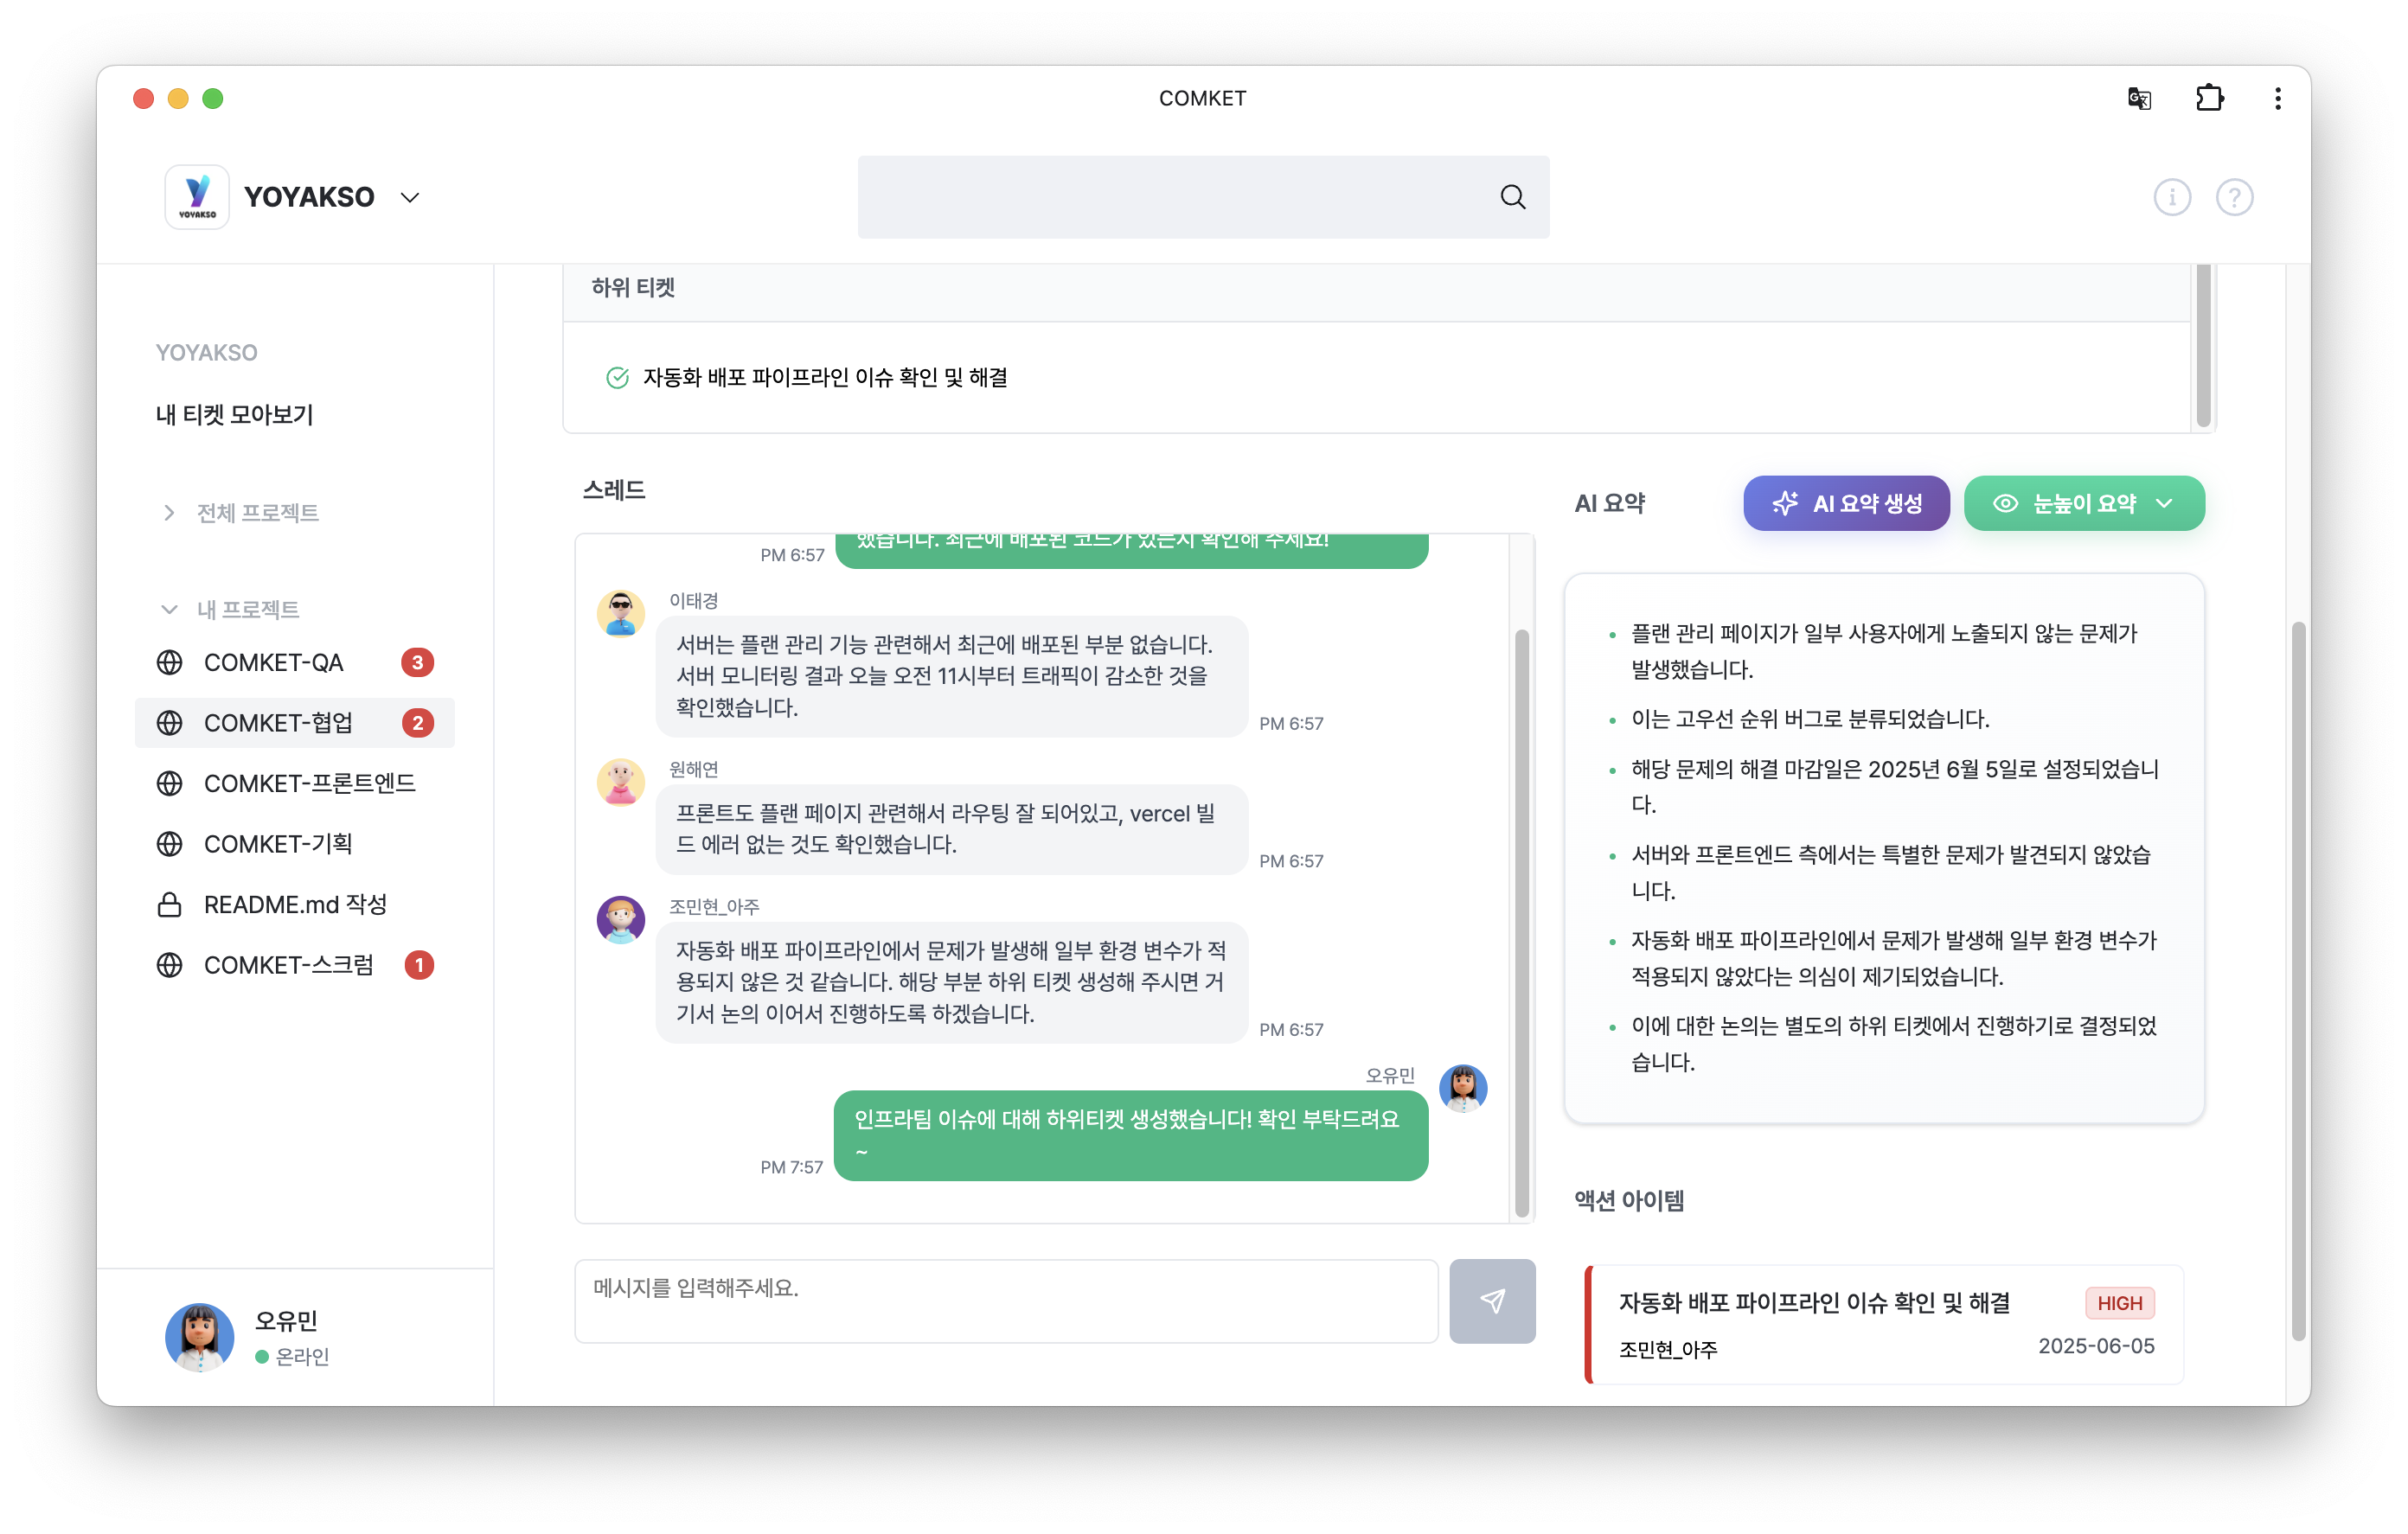 COMKET
YOYAKSO
YOYAKSO
YOYAKSO
내 티켓 모아보기
전체 프로젝트
내 프로젝트
COMKET-QA 3
COMKET-협업 2
COMKET-프론트엔드
COMKET-기획
README.md 작성
COMKET-스크럼 1
오유민
온라인
하위 티켓
자동화 배포 파이프라인 이슈 확인 및 해결
스레드
했습니다. 최근에 배포된 코드가 있는지 확인해 주세요!
PM 6:57
이태경
서버는 플랜 관리 기능 관련해서 최근에 배포된 부분 없습니다.
서버 모니터링 결과 오늘 오전 11시부터 트래픽이 감소한 것을
확인했습니다.
PM 6:57
원해연
프론트도 플랜 페이지 관련해서 라우팅 잘 되어있고, vercel 빌
드 에러 없는 것도 확인했습니다.
PM 6:57
조민현_아주
자동화 배포 파이프라인에서 문제가 발생해 일부 환경 변수가 적
용되지 않은 것 같습니다. 해당 부분 하위 티켓 생성해 주시면 거
기서 논의 이어서 진행하도록 하겠습니다.
PM 6:57
오유민
인프라팀 이슈에 대해 하위티켓 생성했습니다! 확인 부탁드려요
~
PM 7:57
메시지를 입력해주세요.
AI 요약
AI 요약 생성
눈높이 요약
• 플랜 관리 페이지가 일부 사용자에게 노출되지 않는 문제가
발생했습니다.
• 이는 고우선 순위 버그로 분류되었습니다.
• 해당 문제의 해결 마감일은 2025년 6월 5일로 설정되었습니
다.
• 서버와 프론트엔드 측에서는 특별한 문제가 발견되지 않았습
니다.
• 자동화 배포 파이프라인에서 문제가 발생해 일부 환경 변수가
적용되지 않았다는 의심이 제기되었습니다.
• 이에 대한 논의는 별도의 하위 티켓에서 진행하기로 결정되었
습니다.
액션 아이템
자동화 배포 파이프라인 이슈 확인 및 해결
HIGH
조민현_아주
2025-06-05